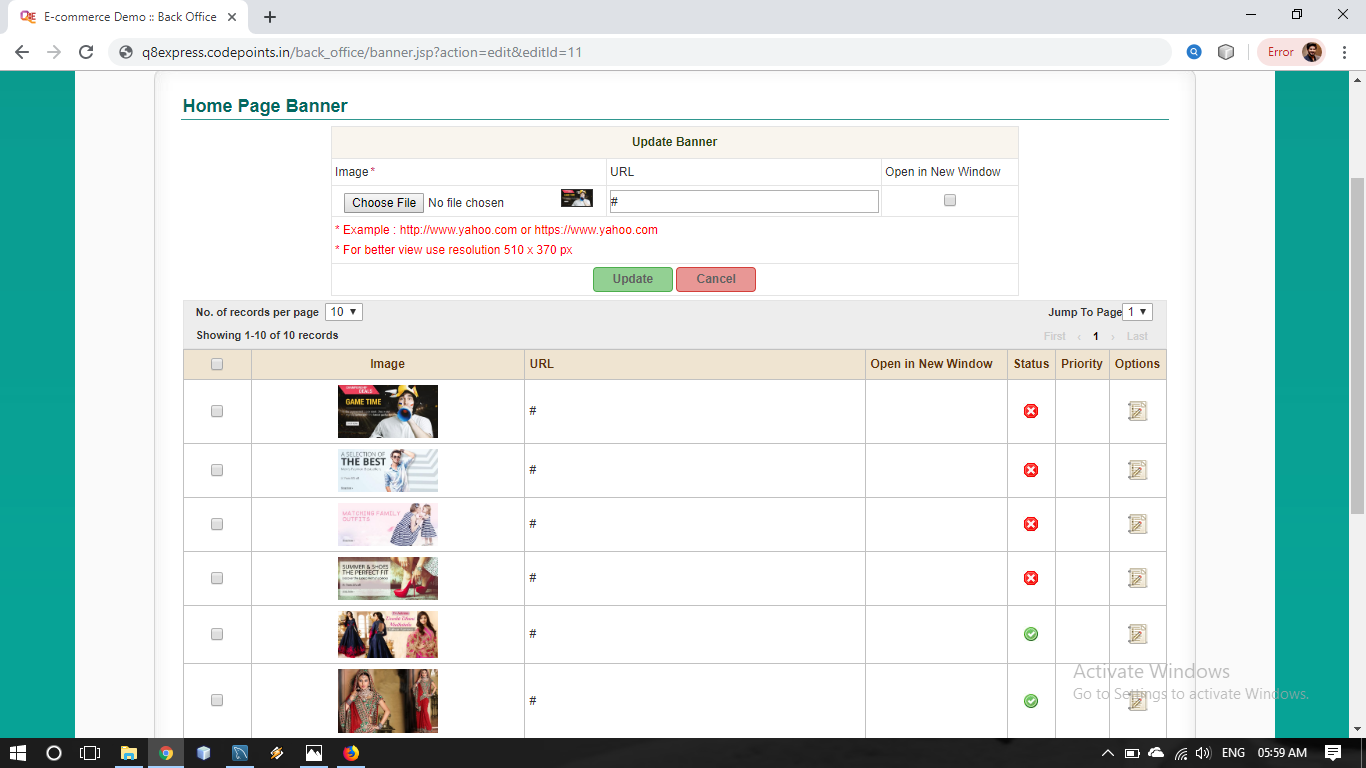 E-commerce Demo :: Back Office
q8express.codepoints.in/back_office/banner.jsp?action=edit&editId=11
Error
Home Page Banner
Update Banner
Image* URL Open in New Window
Choose File No file chosen #
* Example : http://www.yahoo.com or https://www.yahoo.com
* For better view use resolution 510 x 370 px
Update Cancel
No. of records per page 10 Jump To Page 1
Showing 1-10 of 10 records First ‹ 1 › Last
Image URL Open in New Window Status Priority Options
DEALS
GAME TIME
#
A SELECTION OF
THE BEST
#
MATCHING FAMILY
OUTFITS
#
SUMMER & SHOES
THE PERFECT FIT
#
#
#
Activate Windows
Go to Settings to activate Windows.
ENG 05:59 AM